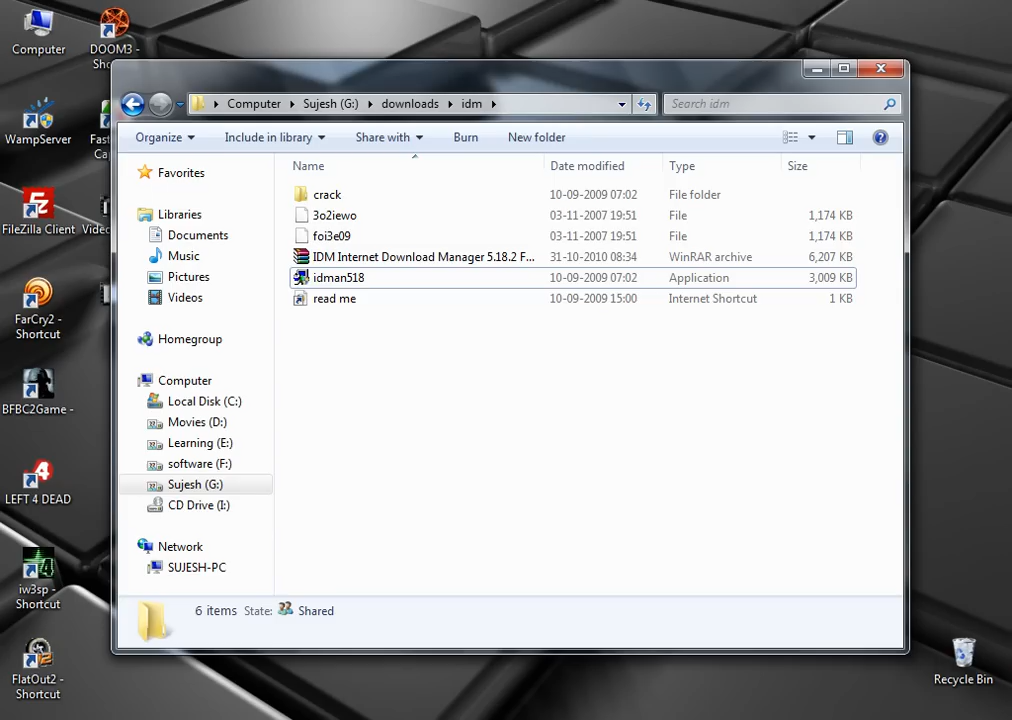 Computer
DOOM3 -
Computer
Sujesh (G:)
downloads
idm
Search idm
WampServer
Organize
Include in library
Share with
Burn
New folder
Favorites
Name
Date modified
Type
Size
crack
10-09-2009 07:02
File folder
3o2iewo
03-11-2007 19:51
File
1,174 KB
foi3e09
03-11-2007 19:51
File
1,174 KB
IDM Internet Download Manager 5.18.2 F...
31-10-2010 08:34
WinRAR archive
6,207 KB
idman518
10-09-2009 07:02
Application
3,009 KB
read me
10-09-2009 15:00
Internet Shortcut
1 KB
Libraries
Documents
Music
Pictures
Videos
Homegroup
Computer
Local Disk (C:)
Movies (D:)
Learning (E:)
software (F:)
Sujesh (G:)
CD Drive (I:)
Network
SUJESH-PC
6 items State: Shared
FileZilla Client
FarCry2 -
Shortcut
BFBC2Game -
LEFT 4 DEAD
iw3sp -
Shortcut
FlatOut2 -
Shortcut
Recycle Bin